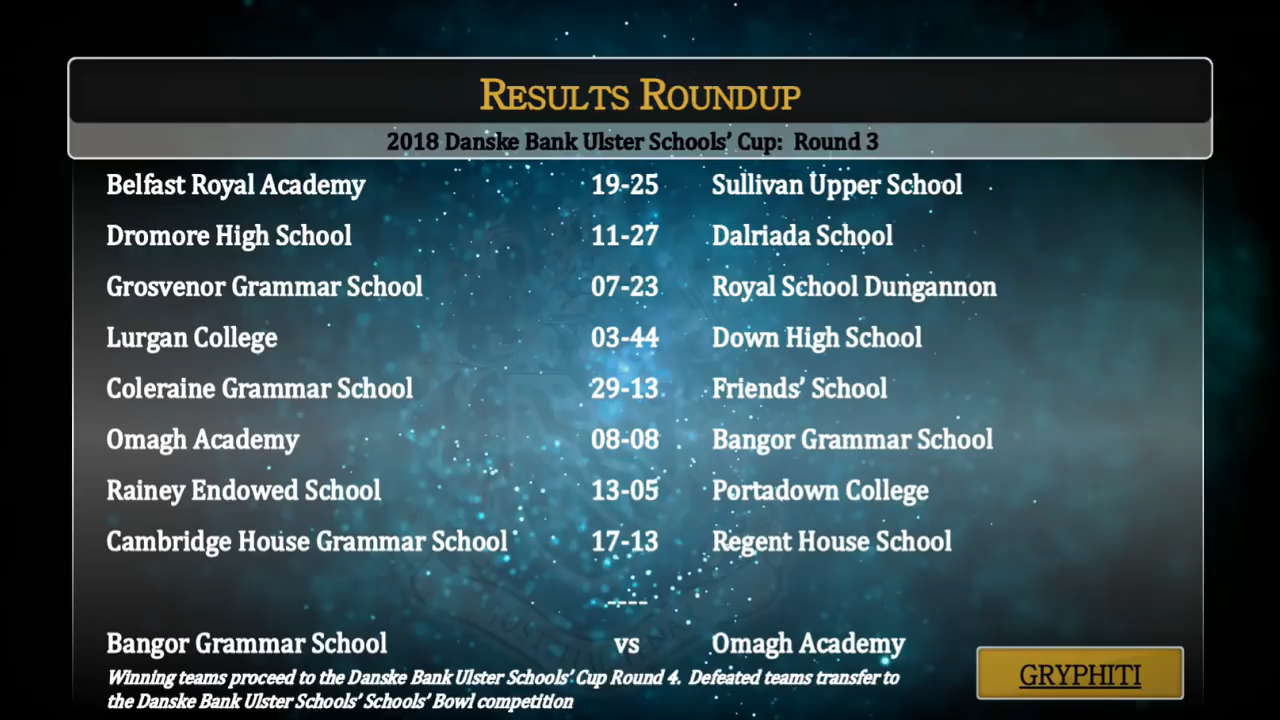 RESULTS ROUNDUP
2018 Danske Bank Ulster Schools’ Cup: Round 3
Belfast Royal Academy 19-25 Sullivan Upper School
Dromore High School 11-27 Dalriada School
Grosvenor Grammar School 07-23 Royal School Dungannon
Lurgan College 03-44 Down High School
Coleraine Grammar School 29-13 Friends’ School
Omagh Academy 08-08 Bangor Grammar School
Rainey Endowed School 13-05 Portadown College
Cambridge House Grammar School 17-13 Regent House School
----
Bangor Grammar School vs Omagh Academy
Winning teams proceed to the Danske Bank Ulster Schools’ Cup Round 4. Defeated teams transfer to
the Danske Bank Ulster Schools’ Schools’ Bowl competition
GRYPHITI